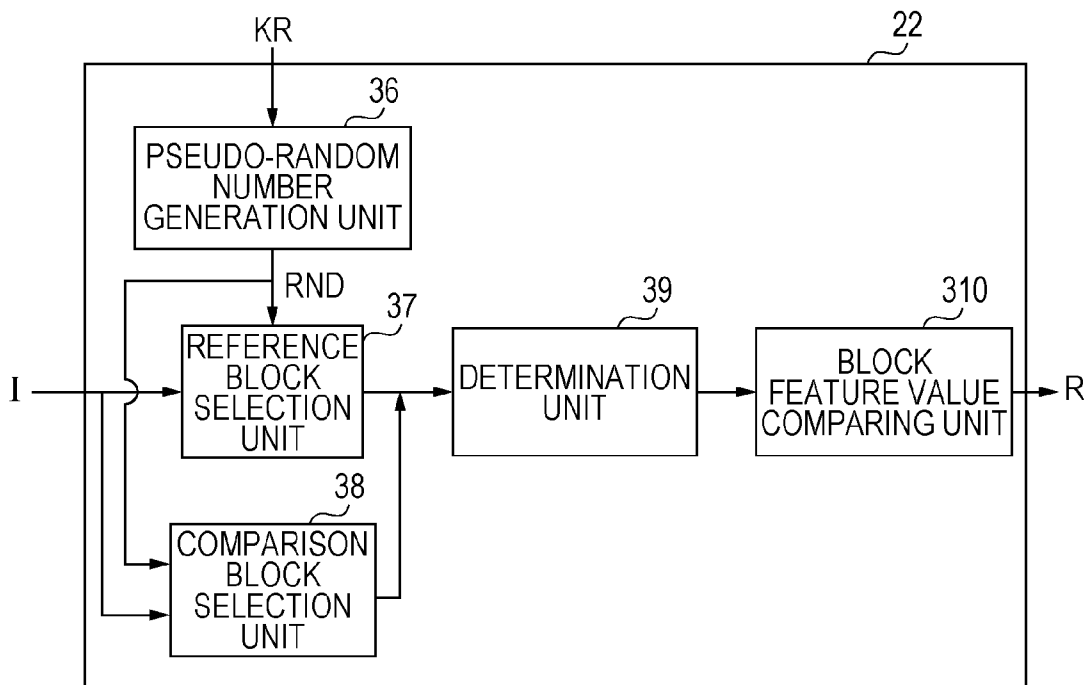 KR
22
36
PSEUDO-RANDOM
NUMBER
GENERATION UNIT
RND
37
39
310
I
REFERENCE
BLOCK
SELECTION
UNIT
DETERMINATION
UNIT
BLOCK
FEATURE VALUE
COMPARING UNIT
R
38
COMPARISON
BLOCK
SELECTION
UNIT